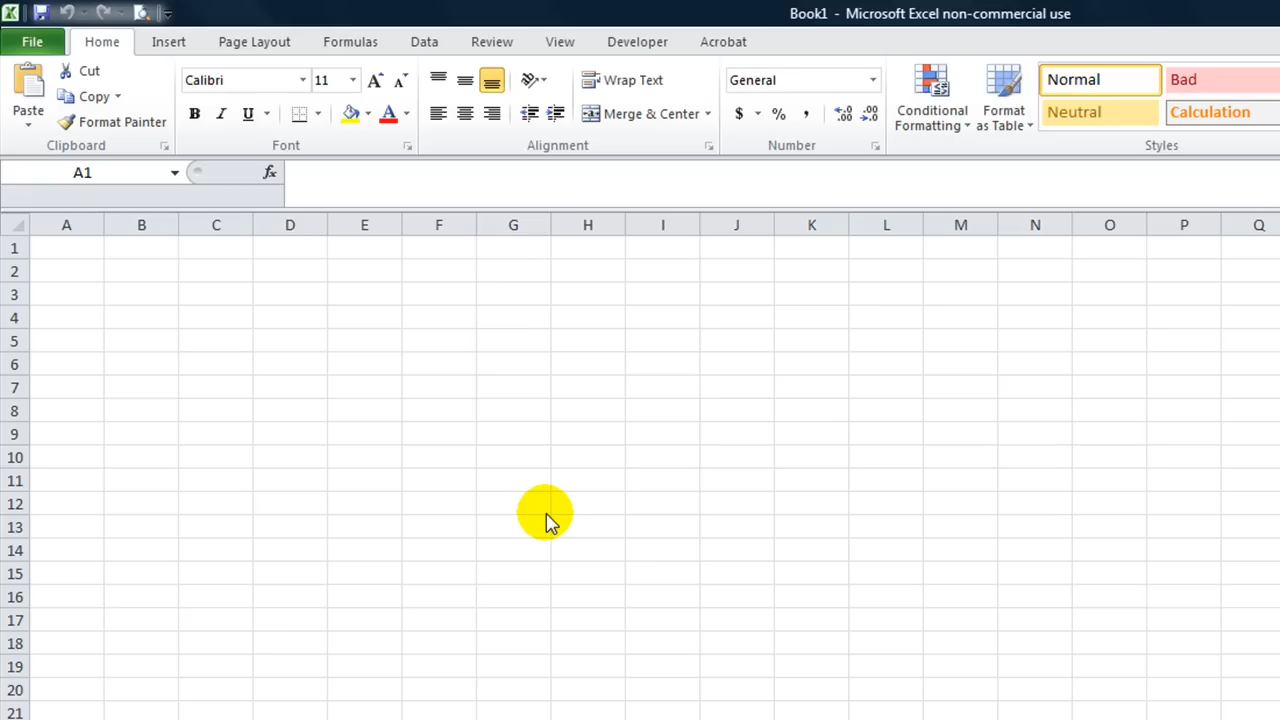 Book1 - Microsoft Excel non-commercial use
File Home Insert Page Layout Formulas Data Review View Developer Acrobat
Paste
Cut
Copy
Format Painter
Clipboard
Calibri 11
B I U A
Font
Wrap Text
Merge & Center
Alignment
General
$ % ,
Number
Conditional Formatting
Format as Table
Normal Bad
Neutral Calculation
Styles
A1 fx
A B C D E F G H I J K L M N O P Q
1
2
3
4
5
6
7
8
9
10
11
12
13
14
15
16
17
18
19
20
21